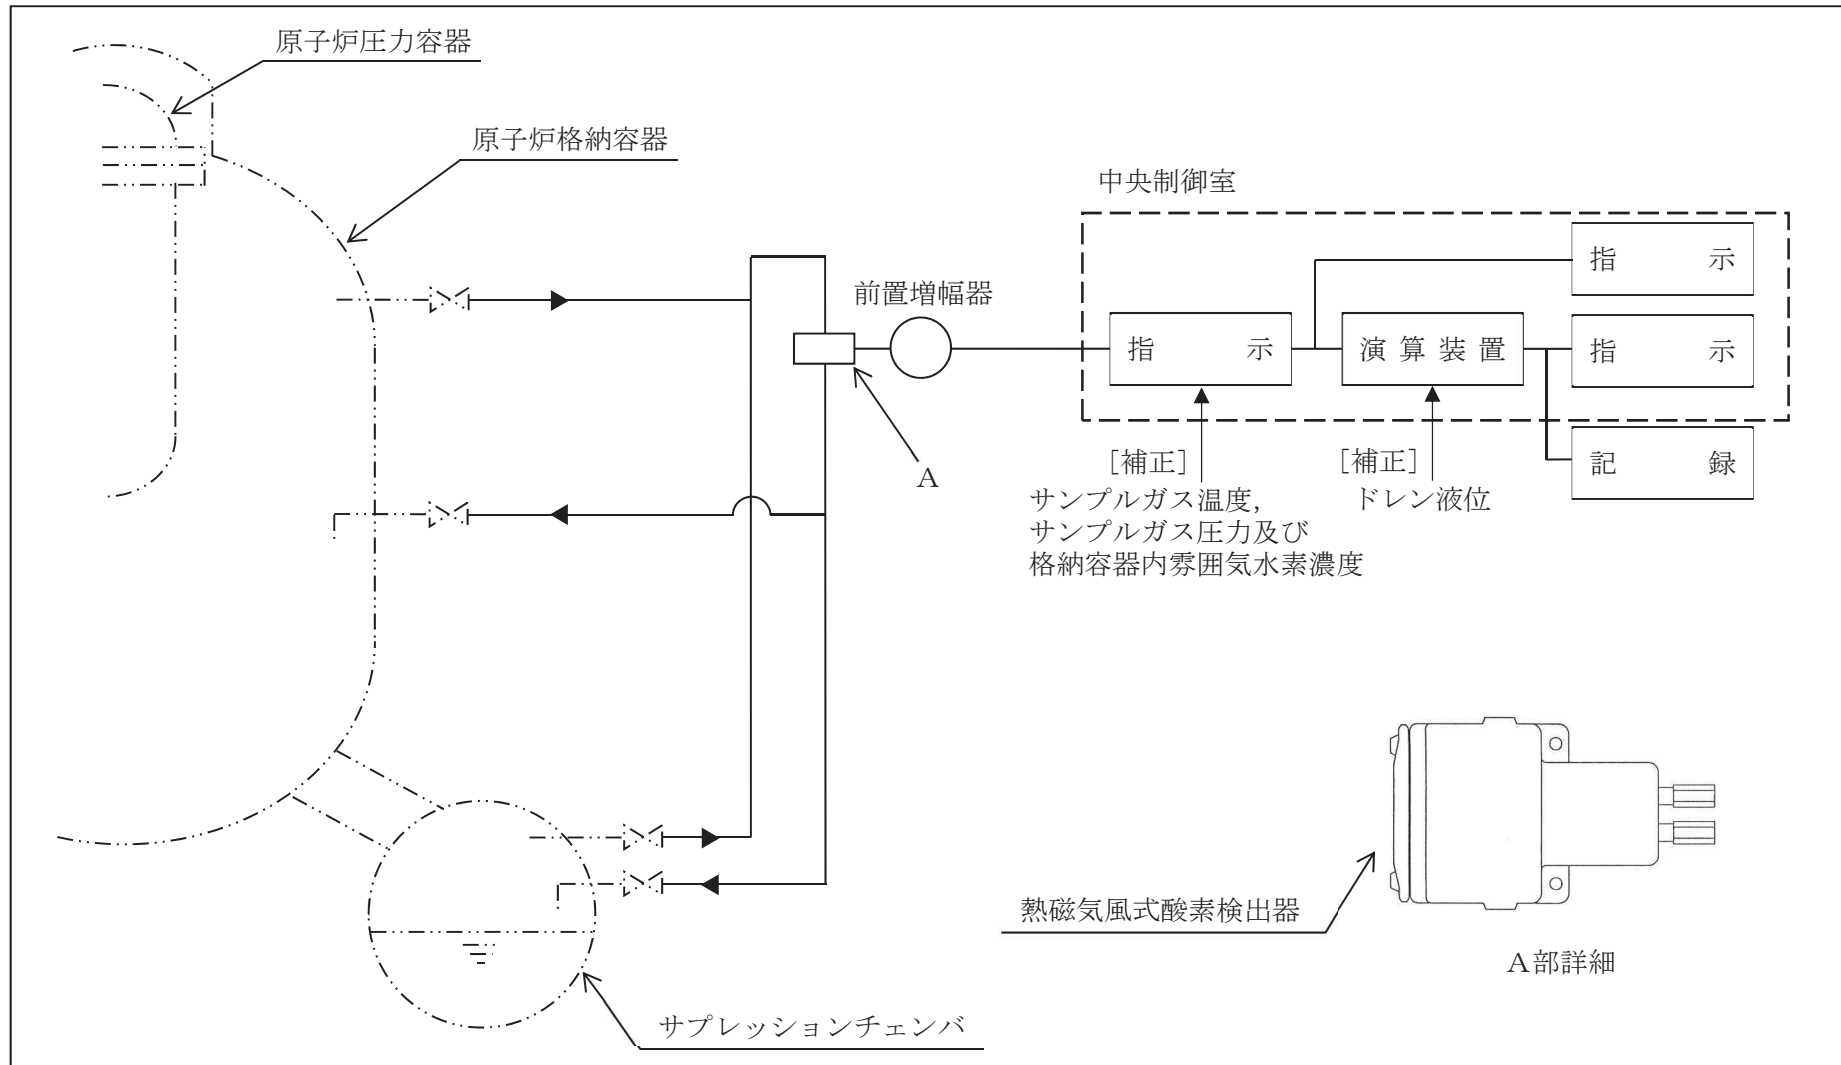 原子炉圧力容器
原子炉格納容器
中央制御室
指示
前置増幅器
指示
演算装置
指示
[補正]
サンプルガス温度,
サンプルガス圧力及び
格納容器内雰囲気水素濃度
[補正]
ドレン液位
記録
A
熱磁気風式酸素検出器
A部詳細
サプレッションチェンバ